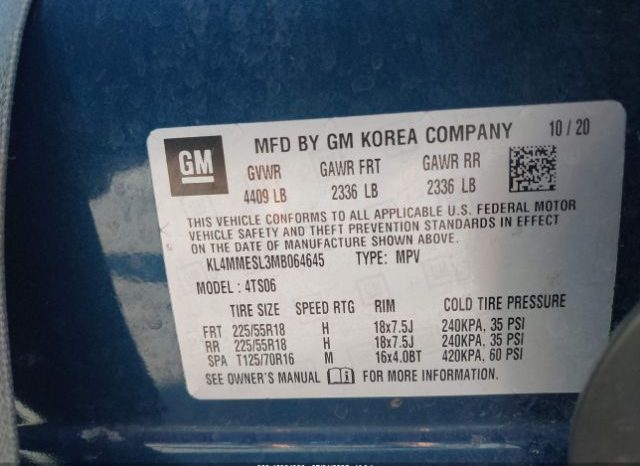 GM MFD BY GM KOREA COMPANY 10/20
GVWR GAWR FRT GAWR RR
4409 LB 2336 LB 2336 LB
THIS VEHICLE CONFORMS TO ALL APPLICABLE U.S. FEDERAL MOTOR
VEHICLE SAFETY AND THEFT PREVENTION STANDARDS IN EFFECT
ON THE DATE OF MANUFACTURE SHOWN ABOVE.
KL4MMESL3MB064645 TYPE: MPV
MODEL: 4TS06
TIRE SIZE SPEED RTG RIM COLD TIRE PRESSURE
FRT 225/55R18 H 18x7.5J 240KPA, 35 PSI
RR 225/55R18 H 18x7.5J 240KPA, 35 PSI
SPA T125/70R16 M 16x4.0BT 420KPA, 60 PSI
SEE OWNER'S MANUAL FOR MORE INFORMATION.